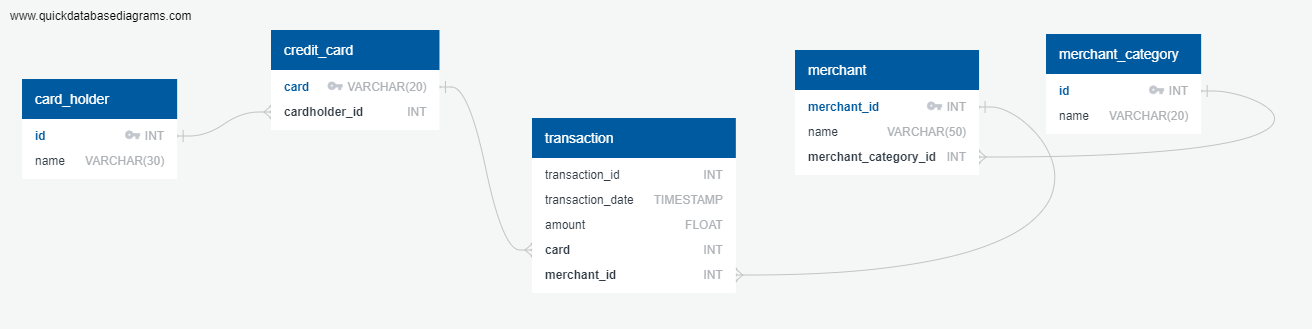 www.quickdatabasediagrams.com
card_holder
id INT
name VARCHAR(30)
credit_card
card VARCHAR(20)
cardholder_id INT
transaction
transaction_id INT
transaction_date TIMESTAMP
amount FLOAT
card INT
merchant_id INT
merchant
merchant_id INT
name VARCHAR(50)
merchant_category_id INT
merchant_category
id INT
name VARCHAR(20)